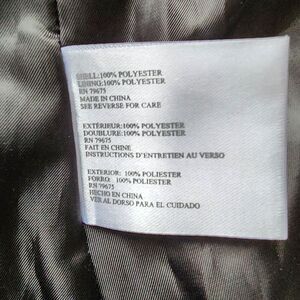 SHELL:100% POLYESTER
LINING:100% POLYESTER
RN 79675
MADE IN CHINA
SEE REVERSE FOR CARE
EXTÉRIEUR:100% POLYESTER
DOUBLURE:100% POLYESTER
RN 79675
FAIT EN CHINE
INSTRUCTIONS D'ENTRETIEN AU VERSO
EXTERIOR: 100% POLIESTER
FORRO: 100% POLIESTER
RN 79675
HECHO EN CHINA
VER AL DORSO PARA EL CUIDADO